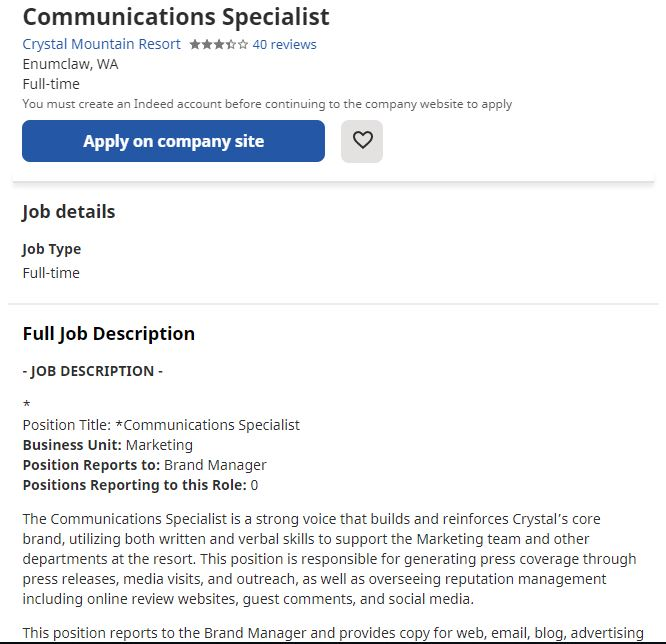 Communications Specialist
Crystal Mountain Resort 40 reviews
Enumclaw, WA
Full-time
You must create an Indeed account before continuing to the company website to apply
Apply on company site
Job details
Job Type
Full-time
Full Job Description
- JOB DESCRIPTION -
*
Position Title: *Communications Specialist
Business Unit: Marketing
Position Reports to: Brand Manager
Positions Reporting to this Role: 0
The Communications Specialist is a strong voice that builds and reinforces Crystal's core
brand, utilizing both written and verbal skills to support the Marketing team and other
departments at the resort. This position is responsible for generating press coverage through
press releases, media visits, and outreach, as well as overseeing reputation management
including online review websites, guest comments, and social media.
This position reports to the Brand Manager and provides copy for web, email, blog, advertising